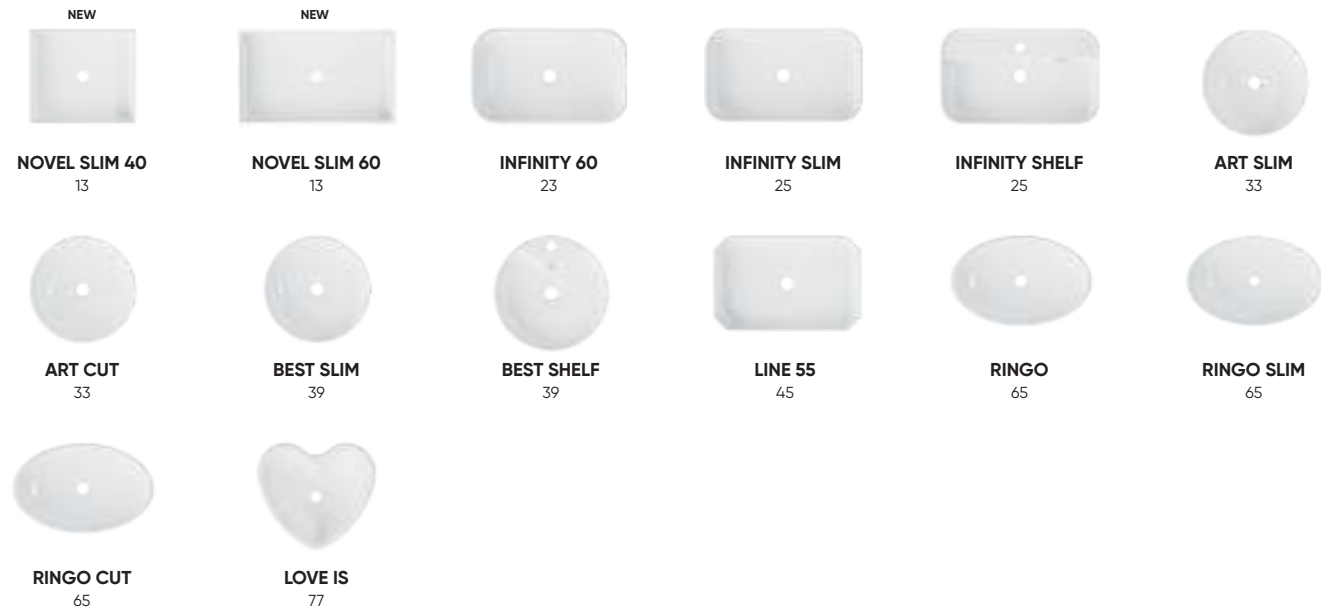 NEW
NEW
NOVEL SLIM 40
13
NOVEL SLIM 60
13
INFINITY 60
23
INFINITY SLIM
25
INFINITY SHELF
25
ART SLIM
33
ART CUT
33
BEST SLIM
39
BEST SHELF
39
LINE 55
45
RINGO
65
RINGO SLIM
65
RINGO CUT
65
LOVE IS
77